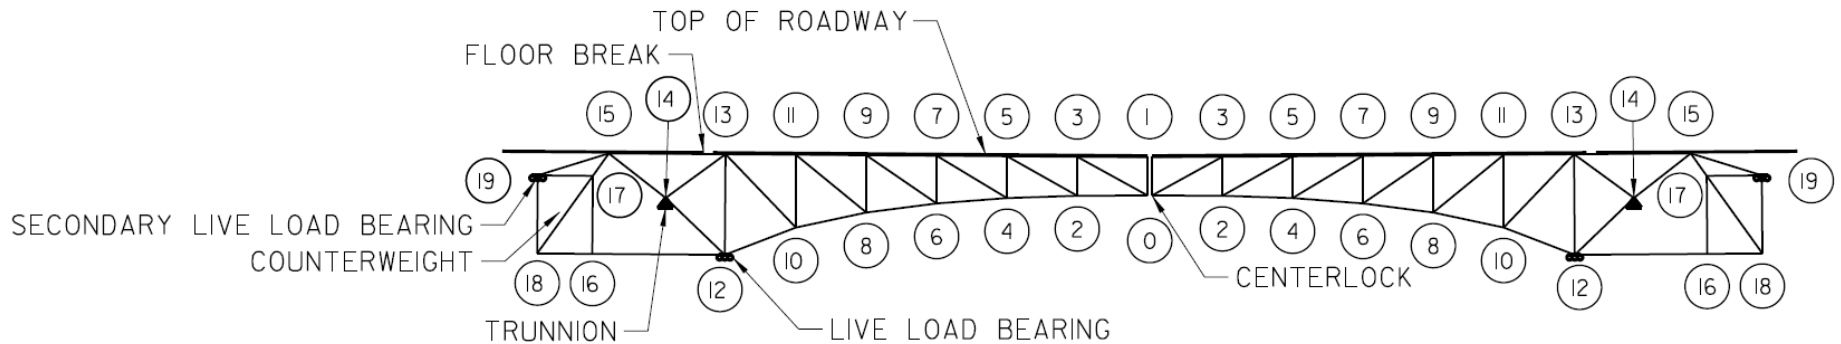 TOP OF ROADWAY
FLOOR BREAK
15 14 13 11 9 7 5 3 1 3 5 7 9 11 13 14 15
19 17 17 19
SECONDARY LIVE LOAD BEARING
COUNTERWEIGHT
10 8 6 4 2 0 2 4 6 8 10
CENTERLOCK
18 16 12 12 16 18
TRUNNION
LIVE LOAD BEARING